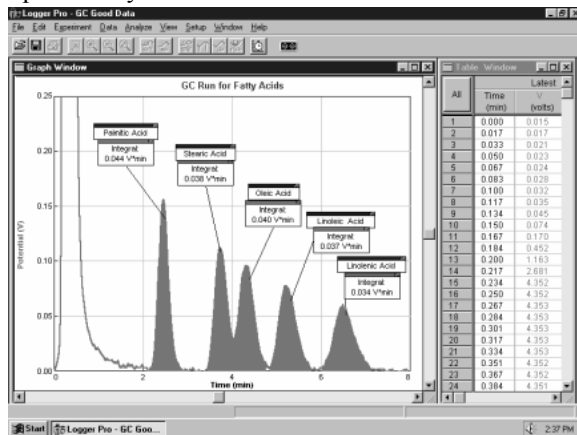 Logger Pro - GC Good Data
File Edit Experiment Data Analyze View Setup Window Help
Graph Window
GC Run for Fatty Acids
0.25
0.20
0.15
0.10
0.05
0.00
Potential (V)
Palmitic Acid
Integral:
0.044 V*min
Stearic Acid
Integral:
0.038 V*min
Oleic Acid
Integral:
0.040 V*min
Linoleic Acid
Integral:
0.037 V*min
Linolenic Acid
Integral:
0.034 V*min
0 2 4 6 8
Time (min)
Table Window
Latest
All Time V
(min) (volts)
1 0.000 0.015
2 0.017 0.017
3 0.033 0.021
4 0.050 0.023
5 0.067 0.024
6 0.083 0.028
7 0.100 0.032
8 0.117 0.035
9 0.134 0.045
10 0.150 0.074
11 0.167 0.170
12 0.184 0.452
13 0.200 1.163
14 0.217 2.681
15 0.234 4.352
16 0.250 4.352
17 0.267 4.353
18 0.284 4.353
19 0.301 4.353
20 0.317 4.353
21 0.334 4.353
22 0.351 4.352
23 0.367 4.352
24 0.384 4.351
Start Logger Pro - GC Goo... 2:37 PM